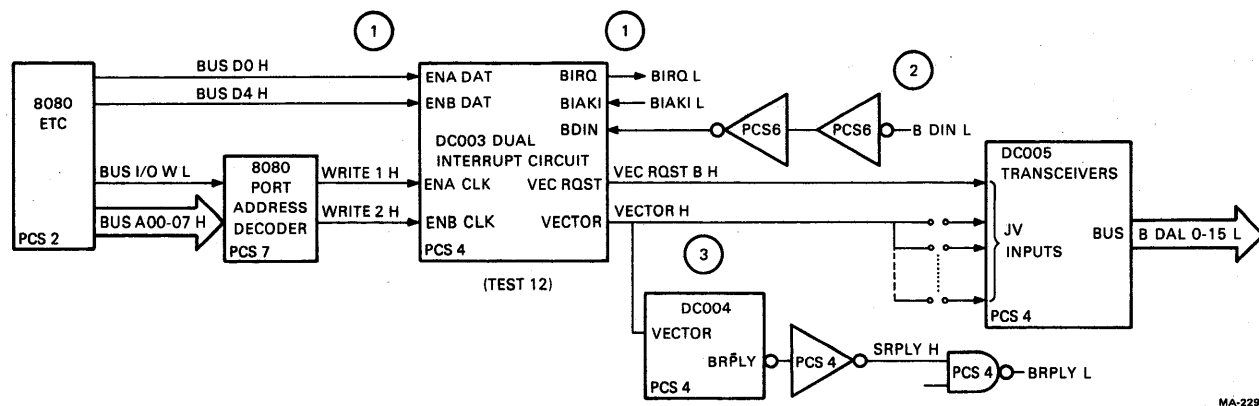 1
1
2
8080
ETC
PCS 2
BUS D0 H
BUS D4 H
BUS I/O W L
BUS A00-07 H
8080
PORT
ADDRESS
DECODER
PCS 7
WRITE 1 H
WRITE 2 H
ENA DAT
ENB DAT
DC003 DUAL
INTERRUPT CIRCUIT
ENA CLK
ENB CLK
PCS 4
BIRQ
BIAKI
BDIN
VEC RQST
VECTOR
(TEST 12)
BIRQ L
BIAKI L
PCS6
PCS6
B DIN L
VEC RQST B H
VECTOR H
3
DC004
VECTOR
BRPLY
PCS 4
PCS 4
SRPLY H
PCS 4
BRPLY L
DC005
TRANSCEIVERS
JV
INPUTS
BUS
PCS 4
B DAL 0-15 L